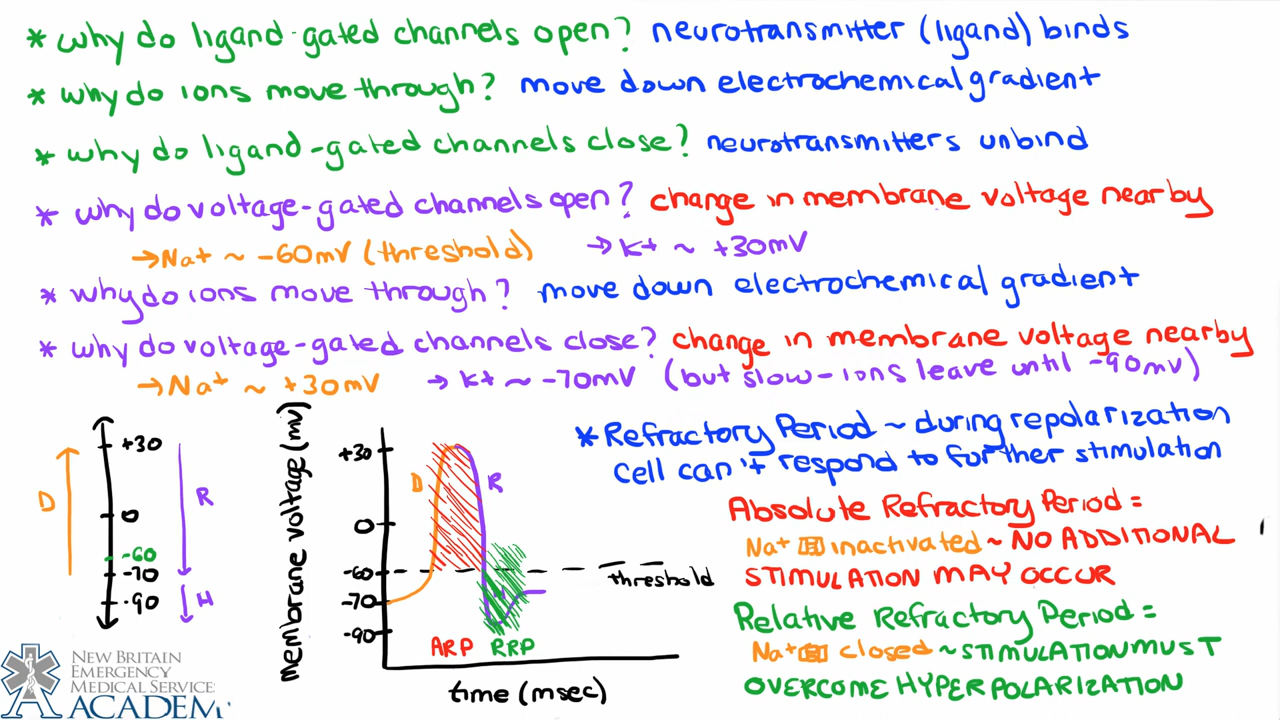 * why do ligand-gated channels open? neurotransmitter (ligand) binds
* why do ions move through? move down electrochemical gradient
* why do ligand-gated channels close? neurotransmitters unbind
* why do voltage-gated channels open? change in membrane voltage nearby
→ Na+ ~ -60mV (threshold) → K+ ~ +30mV
* why do ions move through? move down electrochemical gradient
* why do voltage-gated channels close? change in membrane voltage nearby
→ Na+ ~ +30mV → K+ ~ -70mV (but slow-ions leave until -90mV)
+30
0
-60
-70
-90
D
R
H
membrane voltage (mv)
+30
0
-60
-70
-90
D
R
H
threshold
ARP RRP
time (msec)
* Refractory Period ~ during repolarization
cell can't respond to further stimulation
Absolute Refractory Period =
Na+ inactivated ~ NO ADDITIONAL
STIMULATION MAY OCCUR
Relative Refractory Period =
Na+ closed ~ STIMULATION MUST
OVERCOME HYPERPOLARIZATION
NEW BRITAIN
EMERGENCY
MEDICAL SERVICE
ACADEM